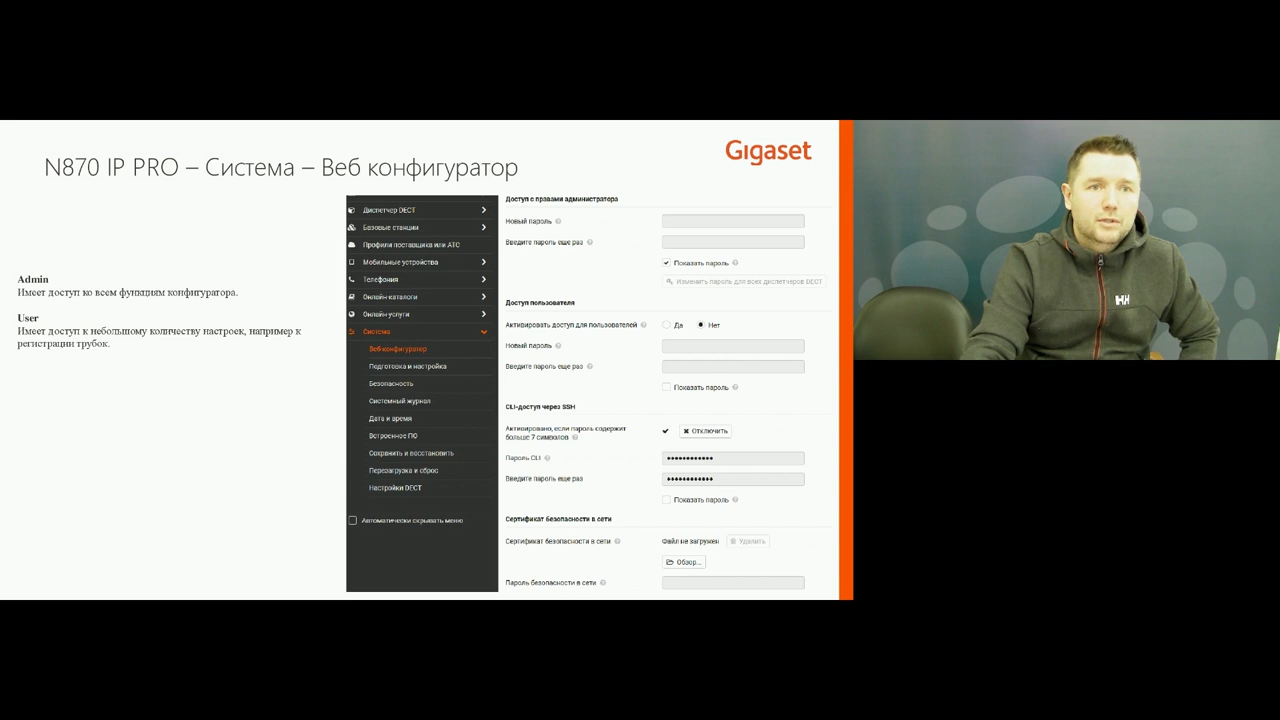 N870 IP PRO – Система – Веб конфигуратор
Gigaset
Admin
Имеет доступ ко всем функциям конфигуратора.
User
Имеет доступ к небольшому количеству настроек, например к
регистрации трубок.
Диспетчер DECT
Базовые станции
Профили поставщика или АТС
Мобильные устройства
Телефония
Онлайн-каталоги
Онлайн-услуги
Система
Веб-конфигуратор
Подготовка и настройка
Безопасность
Системный журнал
Дата и время
Встроенное ПО
Сохранить и восстановить
Перезагрузка и сброс
Настройки DECT
Автоматически скрывать меню
Доступ с правами администратора
Новый пароль
Введите пароль еще раз
Показать пароль
Изменить пароль для всех диспетчеров DECT
Доступ пользователя
Активировать доступ для пользователей
Да
Нет
Новый пароль
Введите пароль еще раз
Показать пароль
CLI-доступ через SSH
Активировано, если пароль содержит
больше 7 символов
Отключить
Пароль CLI
Введите пароль еще раз
Показать пароль
Сертификат безопасности в сети
Сертификат безопасности в сети
Файл не загружен
Удалить
Обзор...
Пароль безопасности в сети
HH